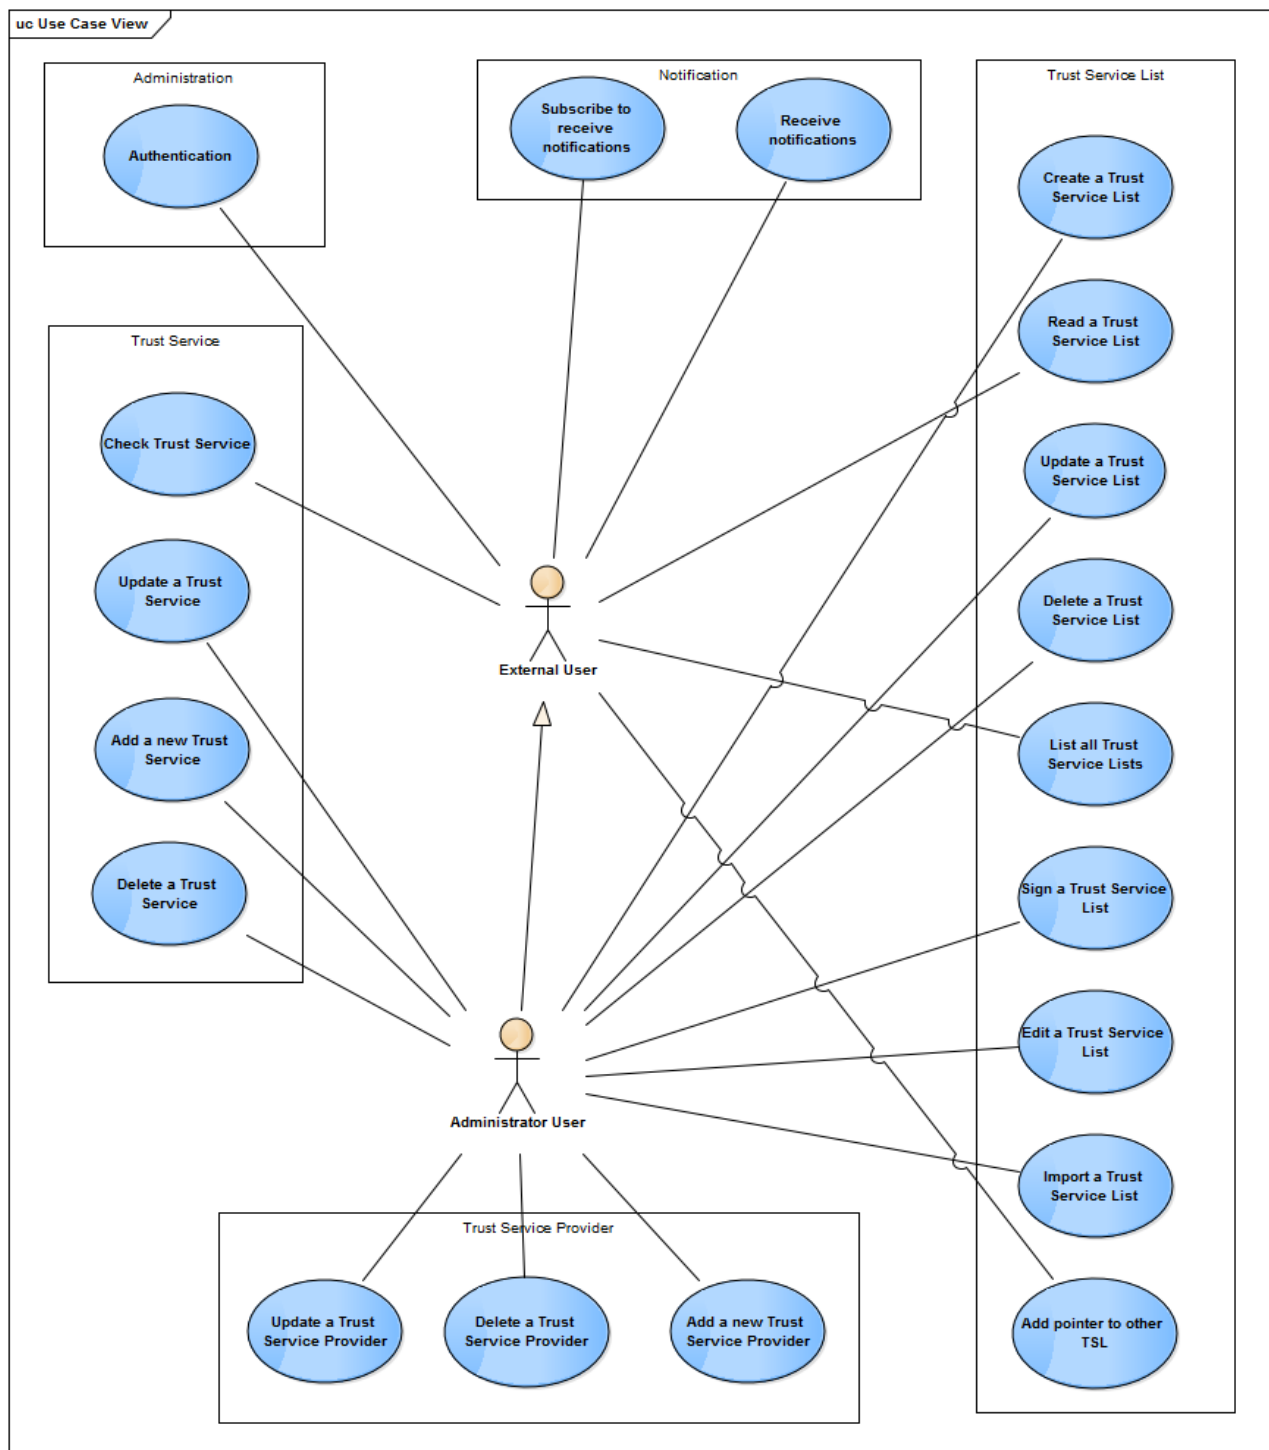 uc Use Case View
Administration
Authentication
Notification
Subscribe to
receive
notifications
Receive
notifications
Trust Service List
Create a Trust
Service List
Read a Trust
Service List
Update a Trust
Service List
Delete a Trust
Service List
List all Trust
Service Lists
Sign a Trust Service
List
Edit a Trust Service
List
Import a Trust
Service List
Add pointer to other
TSL
Trust Service
Check Trust Service
Update a Trust
Service
Add a new Trust
Service
Delete a Trust
Service
External User
Administrator User
Trust Service Provider
Update a Trust
Service Provider
Delete a Trust
Service Provider
Add a new Trust
Service Provider